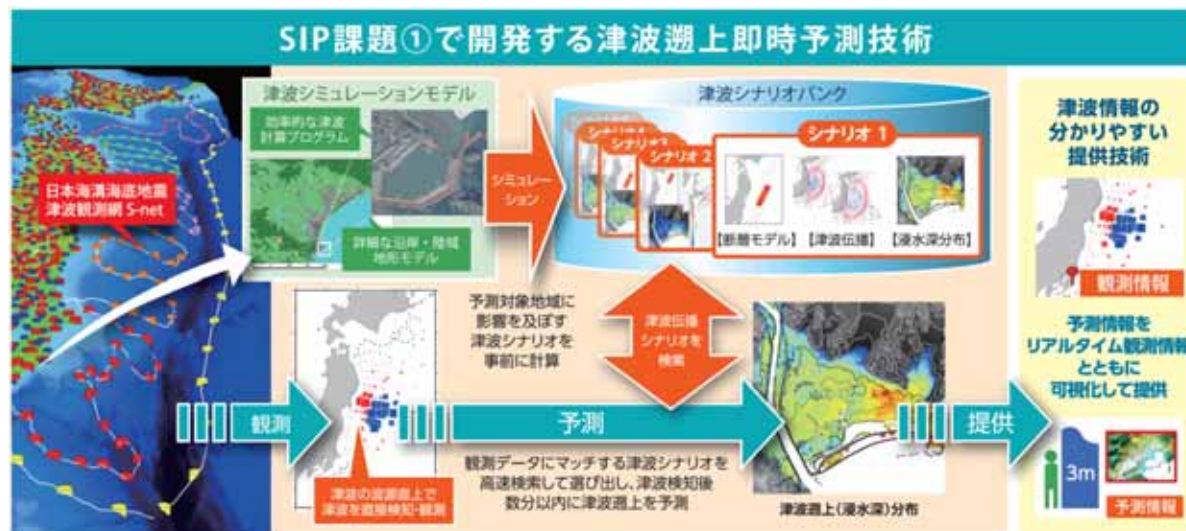 SIP課題①で開発する津波遡上即時予測技術
日本海溝海底地震
津波観測網 S-net
津波シミュレーションモデル
効率的な津波
計算プログラム
詳細な沿岸・陸域
地形モデル
シミュレー
ション
津波シナリオバンク
シナリオ 2
シナリオ 1
【断層モデル】
【津波伝播】
【浸水深分布】
予測対象地域に
影響を及ぼす
津波シナリオを
事前に計算
津波伝播
シナリオを
検索
観測
予測
提供
津波の波源直上で
津波を直接検知・観測
観測データにマッチする津波シナリオを
高速検索して選び出し、津波検知後
数分以内に津波遡上を予測
津波遡上(浸水深)分布
津波情報の
分かりやすい
提供技術
観測情報
予測情報を
リアルタイム観測情報
とともに
可視化して提供
3m
予測情報